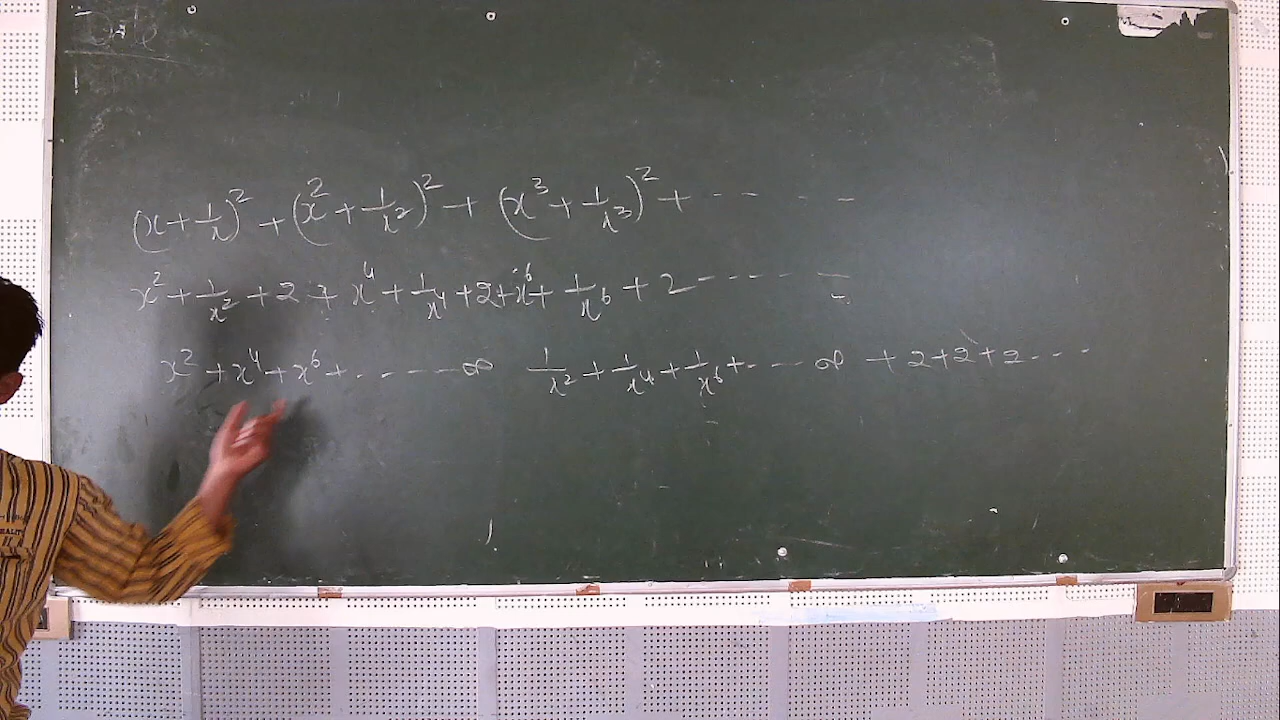 (x + 1/x)² + (x² + 1/x²)² + (x³ + 1/x³)² + - - - - -
x² + 1/x² + 2 + x⁴ + 1/x⁴ + 2 + x⁶ + 1/x⁶ + 2 - - - - - -
x² + x⁴ + x⁶ + - - - - - ∞ 1/x² + 1/x⁴ + 1/x⁶ + - - - ∞ + 2 + 2 + 2 - - -